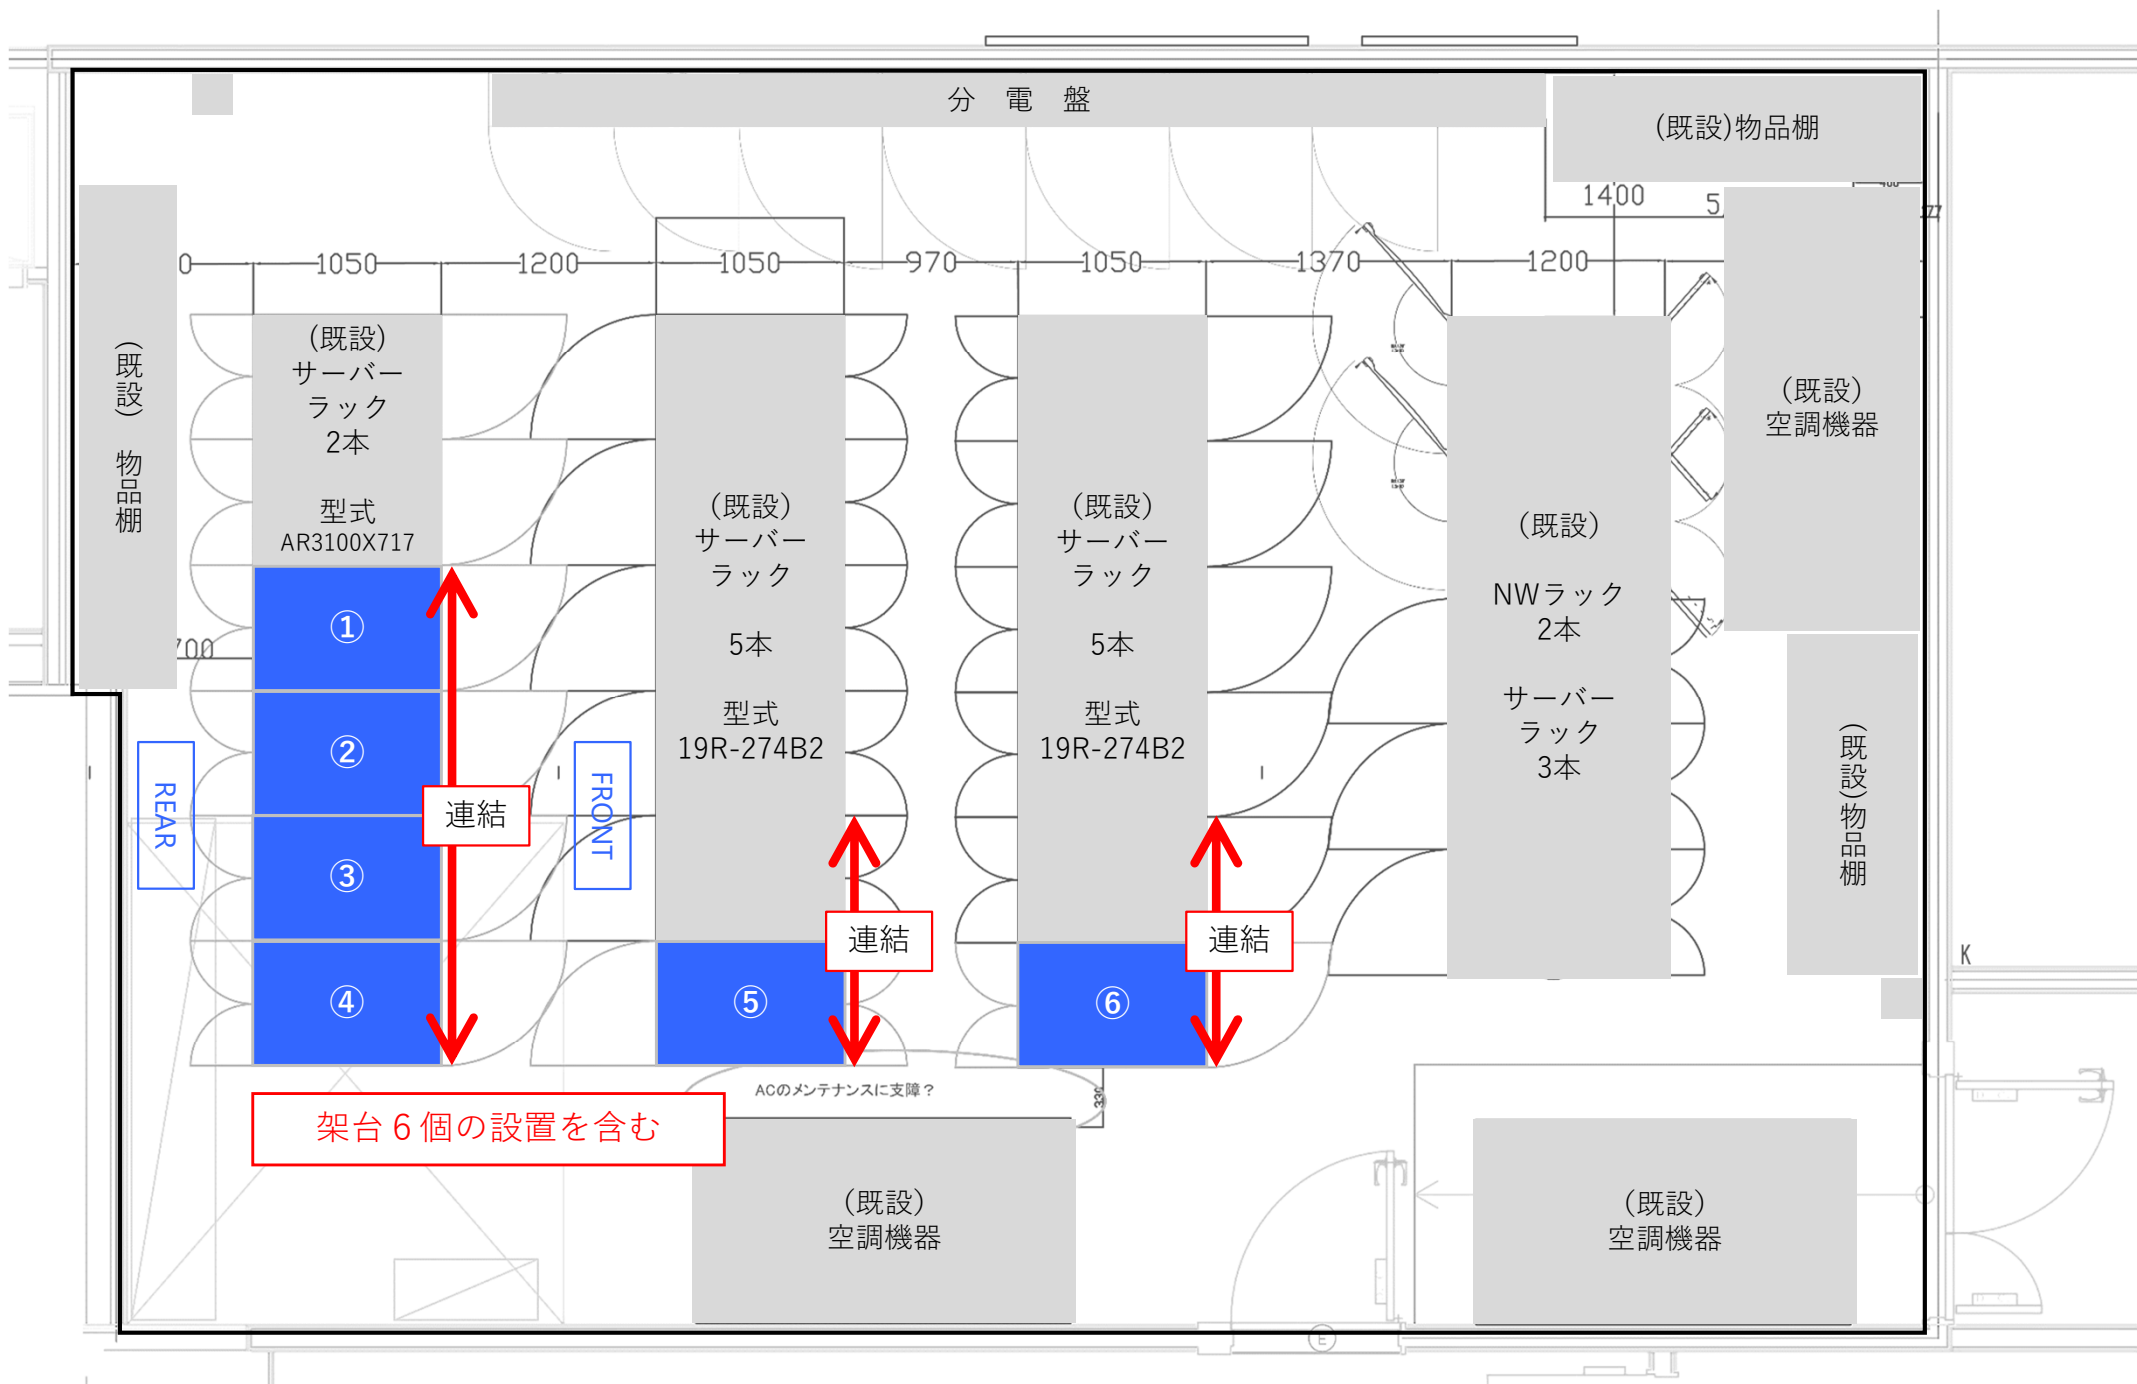 分 電 盤
(既設)物品棚
1400
5
77
0
1050
1200
1050
970
1050
1370
1200
(既設) 物品棚
(既設)
サーバー
ラック
2本
型式
AR3100X717
(既設)
サーバー
ラック
5本
型式
19R-274B2
(既設)
サーバー
ラック
5本
型式
19R-274B2
(既設)
NWラック
2本
サーバー
ラック
3本
(既設)
空調機器
(既設)物品棚
①
②
③
④
⑤
⑥
700
REAR
FRONT
連結
連結
連結
K
ACのメンテナンスに支障？
330
架台６個の設置を含む
(既設)
空調機器
(既設)
空調機器
E